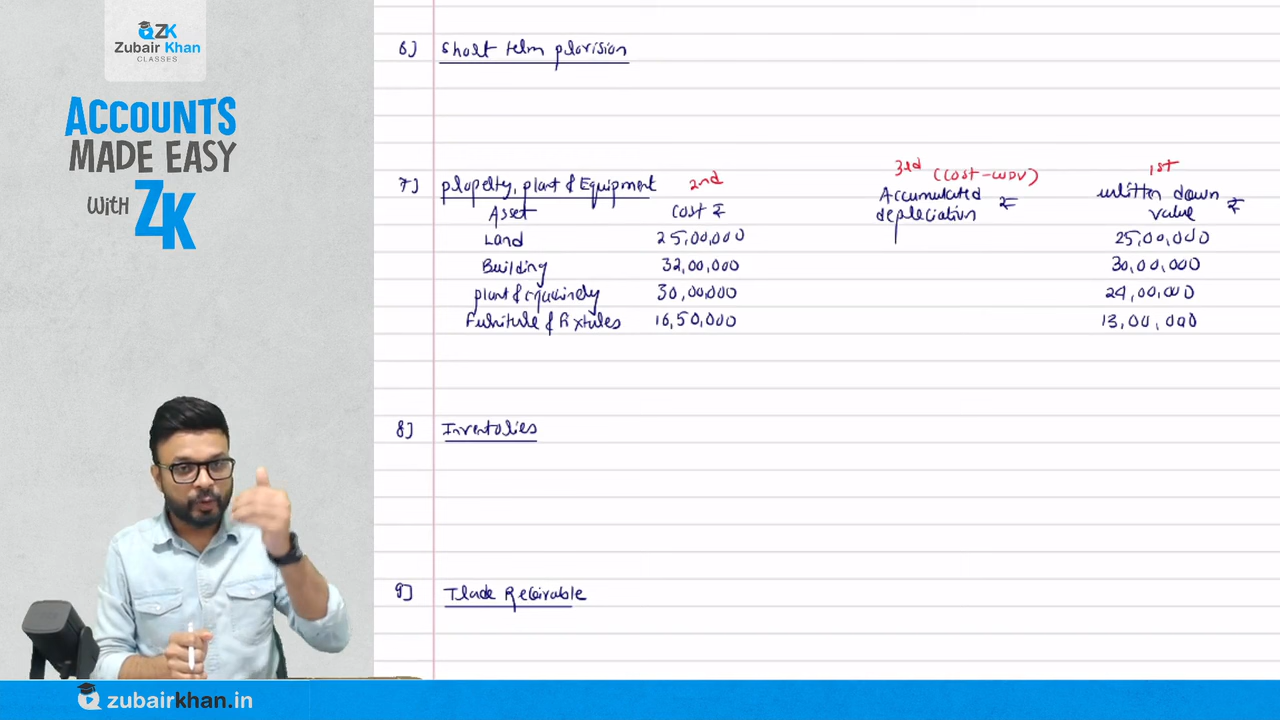 ZK
Zubair Khan
CLASSES
ACCOUNTS
MADE EASY
with ZK
6] Short term provision
7] property, plant & Equipment 2nd 3rd (Cost-WDV) 1st
Asset Cost ₹ Accumulated depreciation ₹ written down value ₹
Land 25,00,000 25,00,000
Building 32,00,000 30,00,000
plant & machinery 30,00,000 24,00,000
Furniture & Fixtures 16,50,000 13,00,000
8] Inventories
9] Trade Receivable
zubairkhan.in